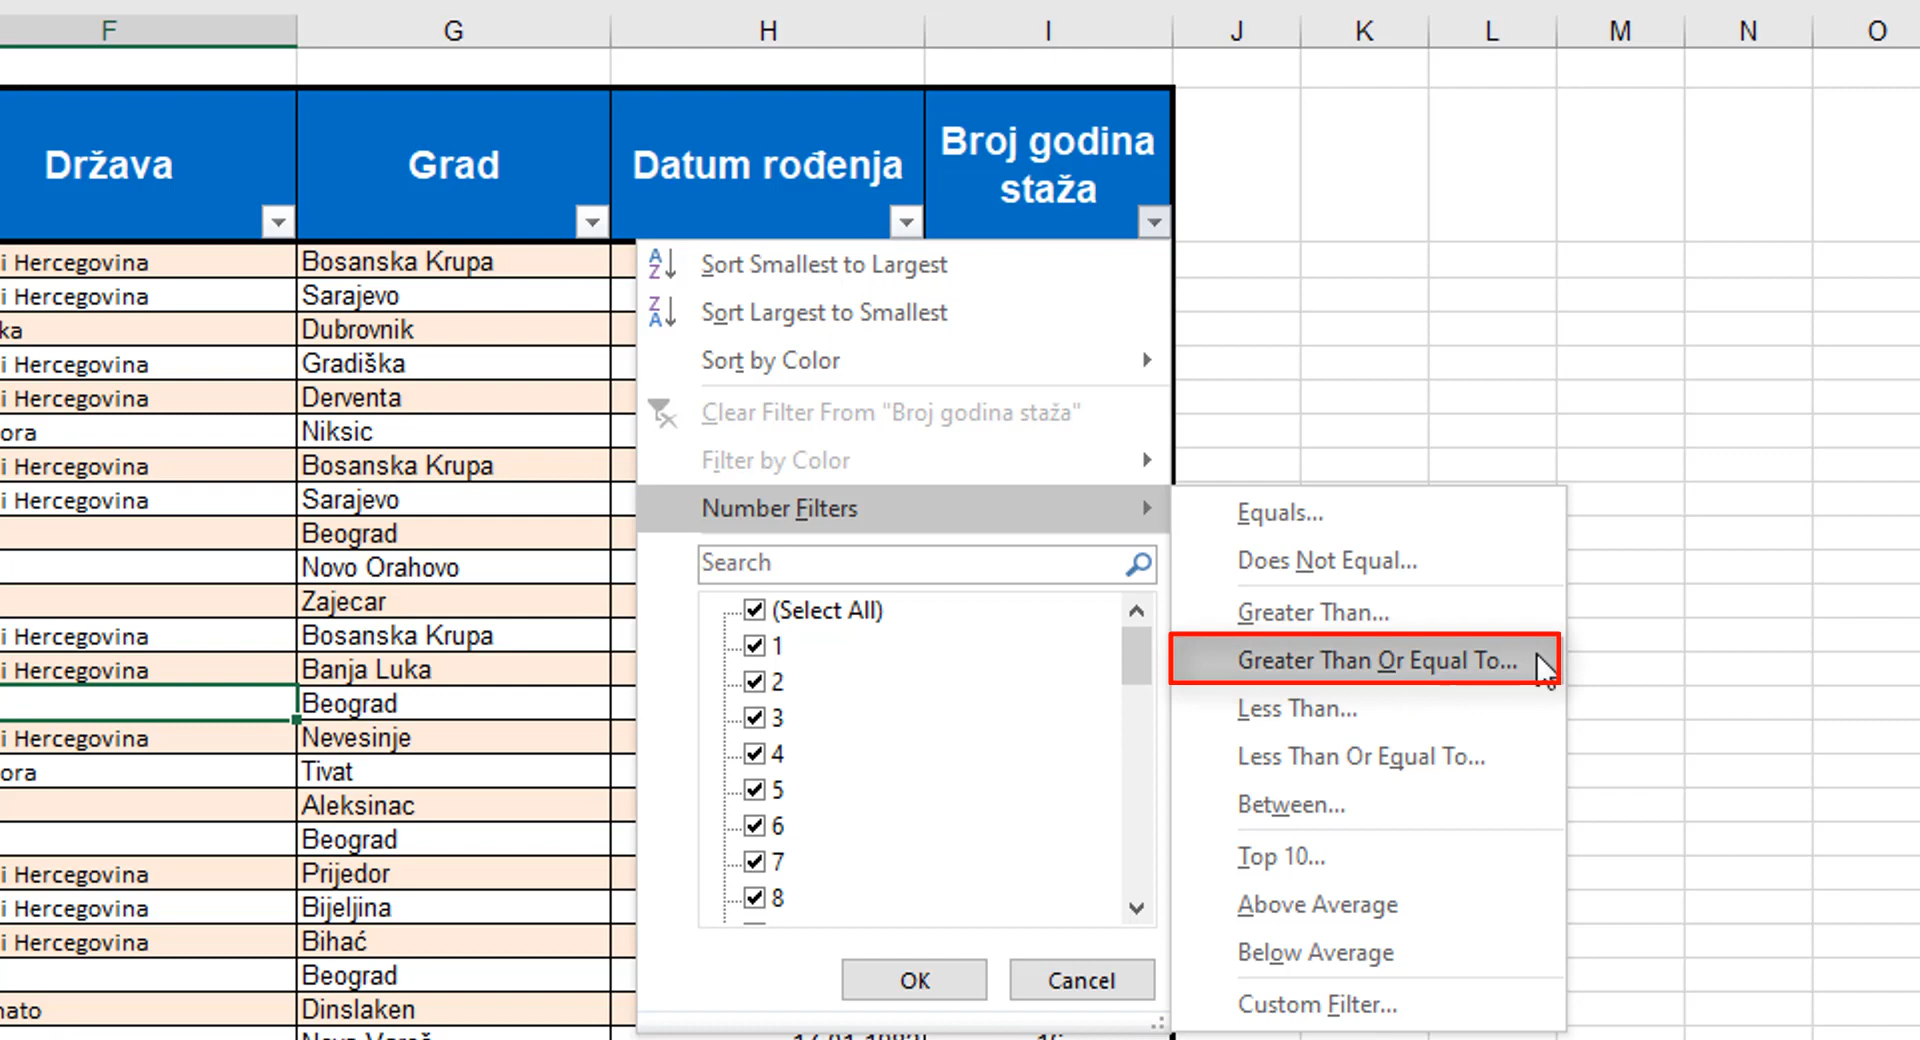 F G H I J K L M N O
Država
Grad
Datum rođenja
Broj godina
staža
i Hercegovina Bosanska Krupa
i Hercegovina Sarajevo
ka Dubrovnik
i Hercegovina Gradiška
i Hercegovina Derventa
ora Niksic
i Hercegovina Bosanska Krupa
i Hercegovina Sarajevo
Beograd
Novo Orahovo
Zajecar
i Hercegovina Bosanska Krupa
i Hercegovina Banja Luka
Beograd
i Hercegovina Nevesinje
ora Tivat
Aleksinac
Beograd
i Hercegovina Prijedor
i Hercegovina Bijeljina
i Hercegovina Bihać
Beograd
nato Dinslaken
Sort Smallest to Largest
Sort Largest to Smallest
Sort by Color
Clear Filter From "Broj godina staža"
Filter by Color
Number Filters
Search
(Select All)
1
2
3
4
5
6
7
8
OK Cancel
Equals...
Does Not Equal...
Greater Than...
Greater Than Or Equal To...
Less Than...
Less Than Or Equal To...
Between...
Top 10...
Above Average
Below Average
Custom Filter...